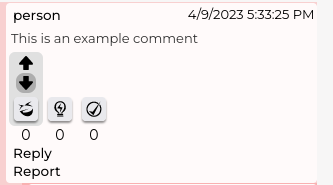 person 4/9/2023 5:33:25 PM
This is an example comment
0 0 0
Reply
Report